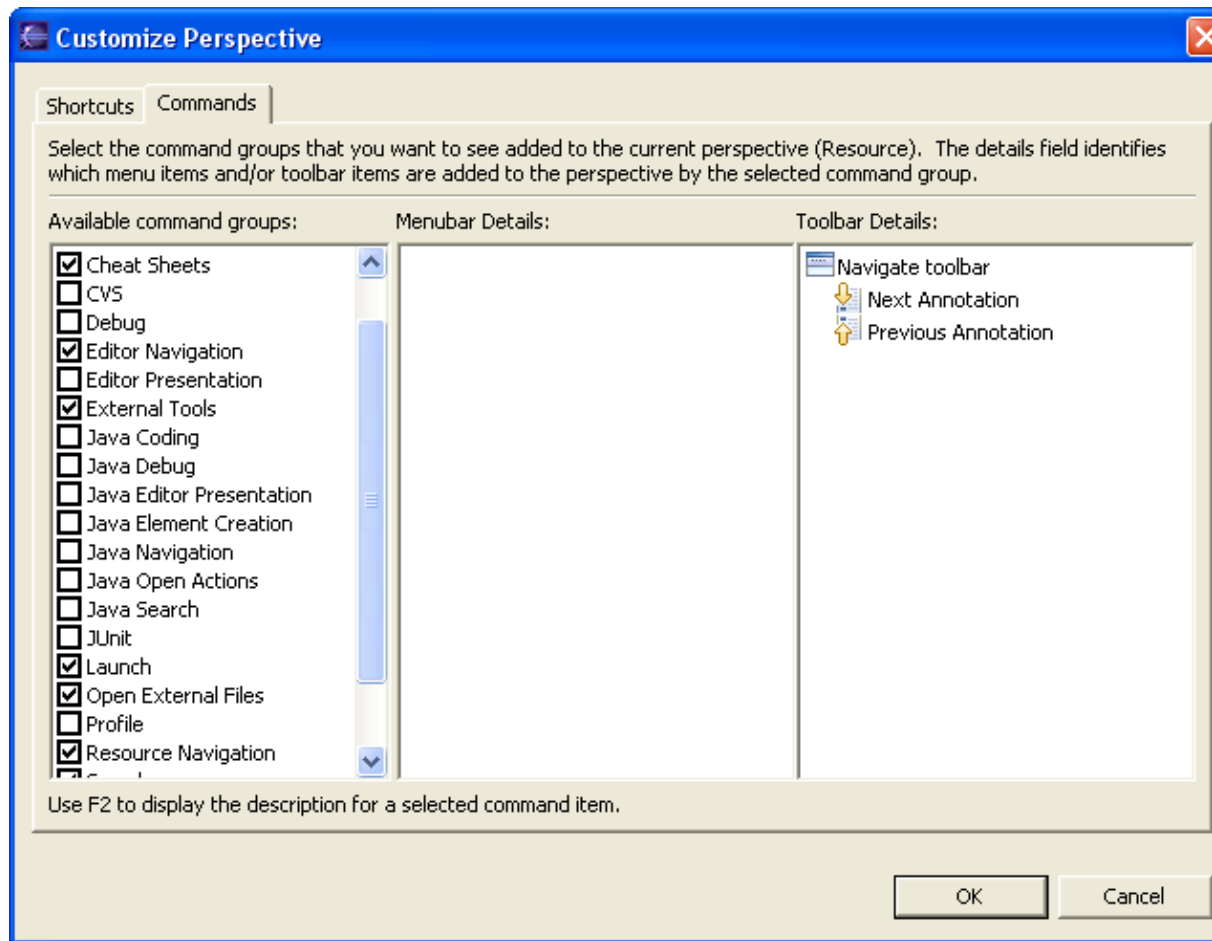 Customize Perspective
Shortcuts
Commands
Select the command groups that you want to see added to the current perspective (Resource). The details field identifies
which menu items and/or toolbar items are added to the perspective by the selected command group.
Available command groups:
Menubar Details:
Toolbar Details:
Cheat Sheets
CVS
Debug
Editor Navigation
Editor Presentation
External Tools
Java Coding
Java Debug
Java Editor Presentation
Java Element Creation
Java Navigation
Java Open Actions
Java Search
JUnit
Launch
Open External Files
Profile
Resource Navigation
Navigate toolbar
Next Annotation
Previous Annotation
Use F2 to display the description for a selected command item.
OK
Cancel